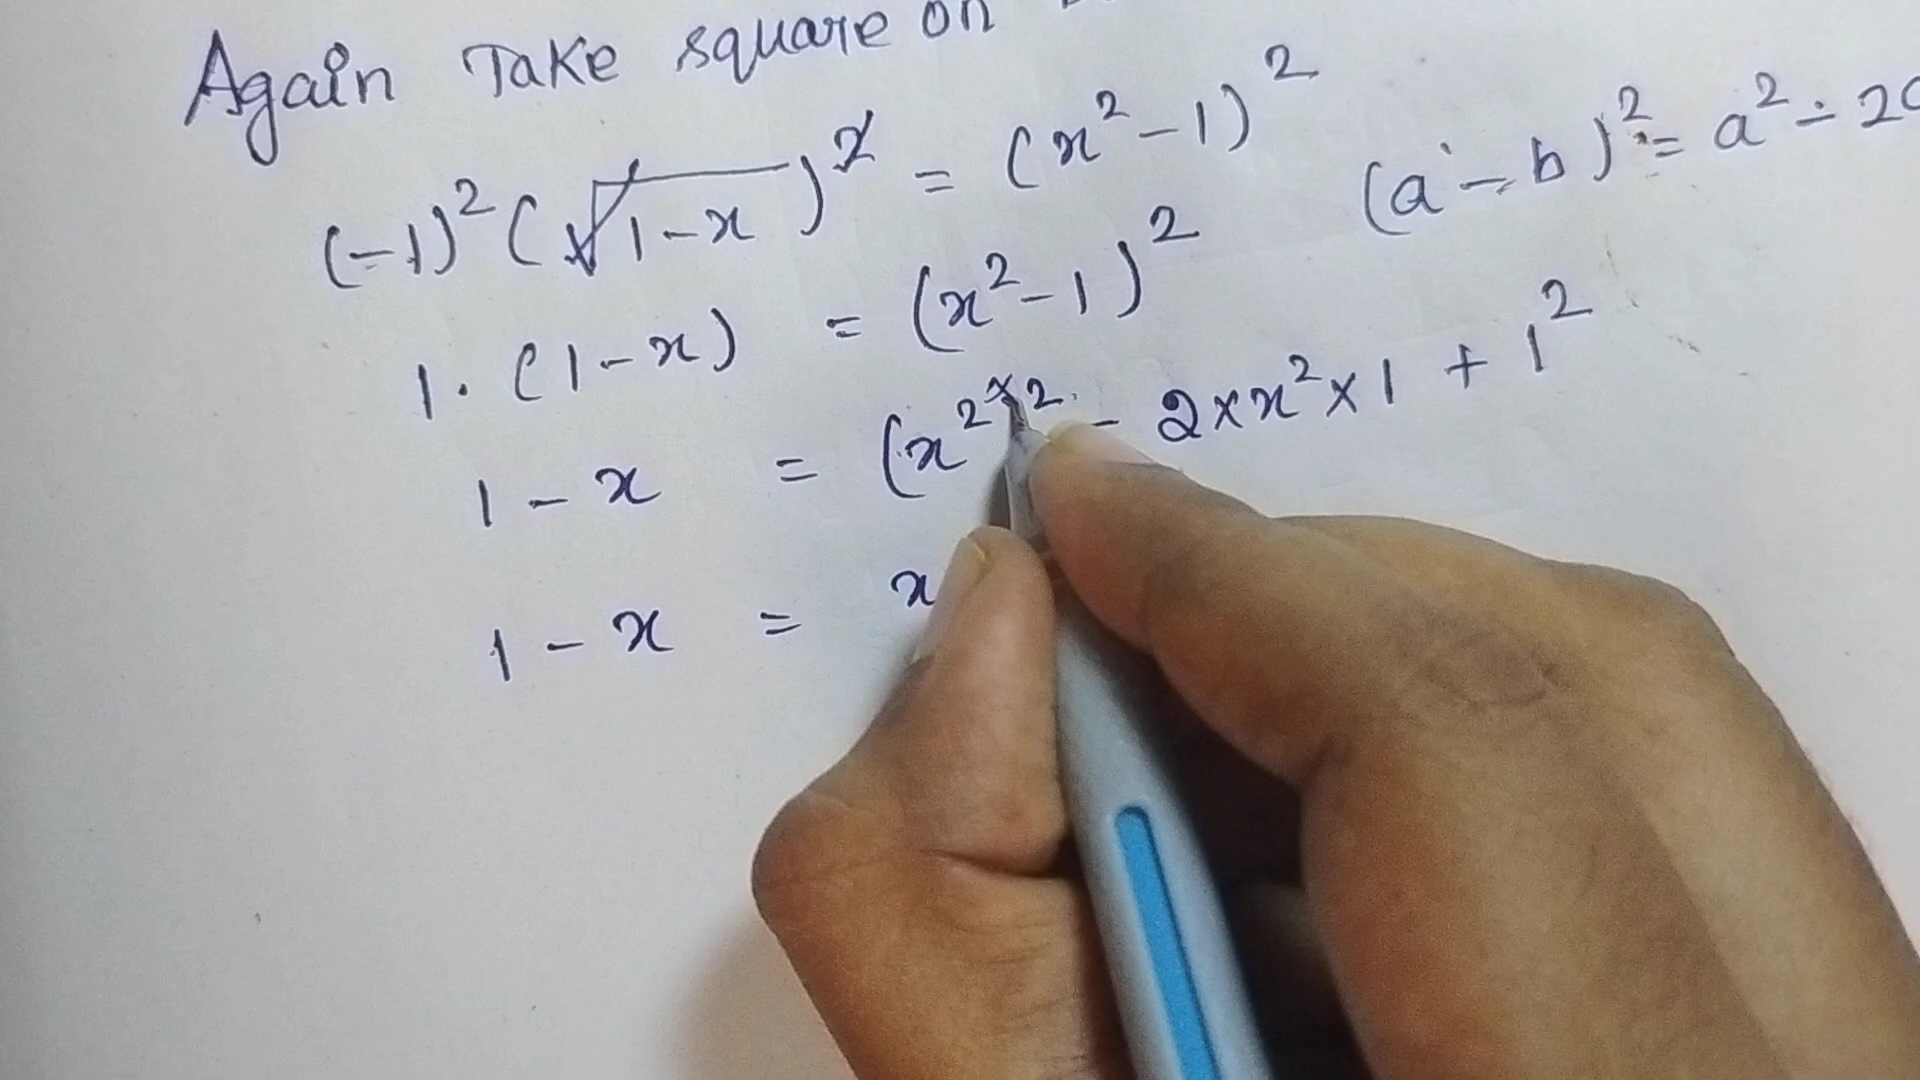 Again Take square on
(-1)² (√1-x)² = (x²-1)²
(a-b)² = a² - 2
1. (1-x) = (x²-1)²
1-x = (x²ˣ² - 2×x²×1 + 1²
1-x = x